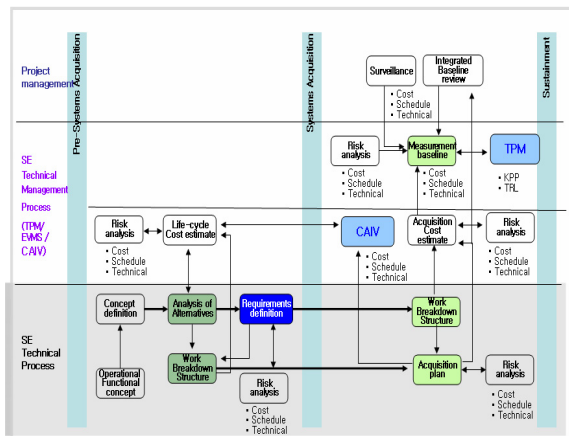 Project
management
Pre-Systems Acquisition
Systems Acquisition
Sustainment
Surveillance
• Cost
• Schedule
• Technical
Integrated
Baseline
review
SE
Technical
Management
Process
(TPM/
EVMS /
CAIV)
Risk
analysis
• Cost
• Schedule
• Technical
Measurement
baseline
• Cost
• Schedule
• Technical
TPM
• KPP
• TRL
Risk
analysis
• Cost
• Schedule
• Technical
Life-cycle
Cost estimate
CAIV
• Cost
• Schedule
• Technical
Acquisition
Cost
estimate
Risk
analysis
• Cost
• Schedule
• Technical
SE
Technical
Process
Concept
definition
Analysis of
Alternatives
Requirements
definition
Work
Breakdown
Structure
Operational
Functional
concept
Work
Breakdown
Structure
Risk
analysis
• Cost
• Schedule
• Technical
Acquisition
plan
Risk
analysis
• Cost
• Schedule
• Technical